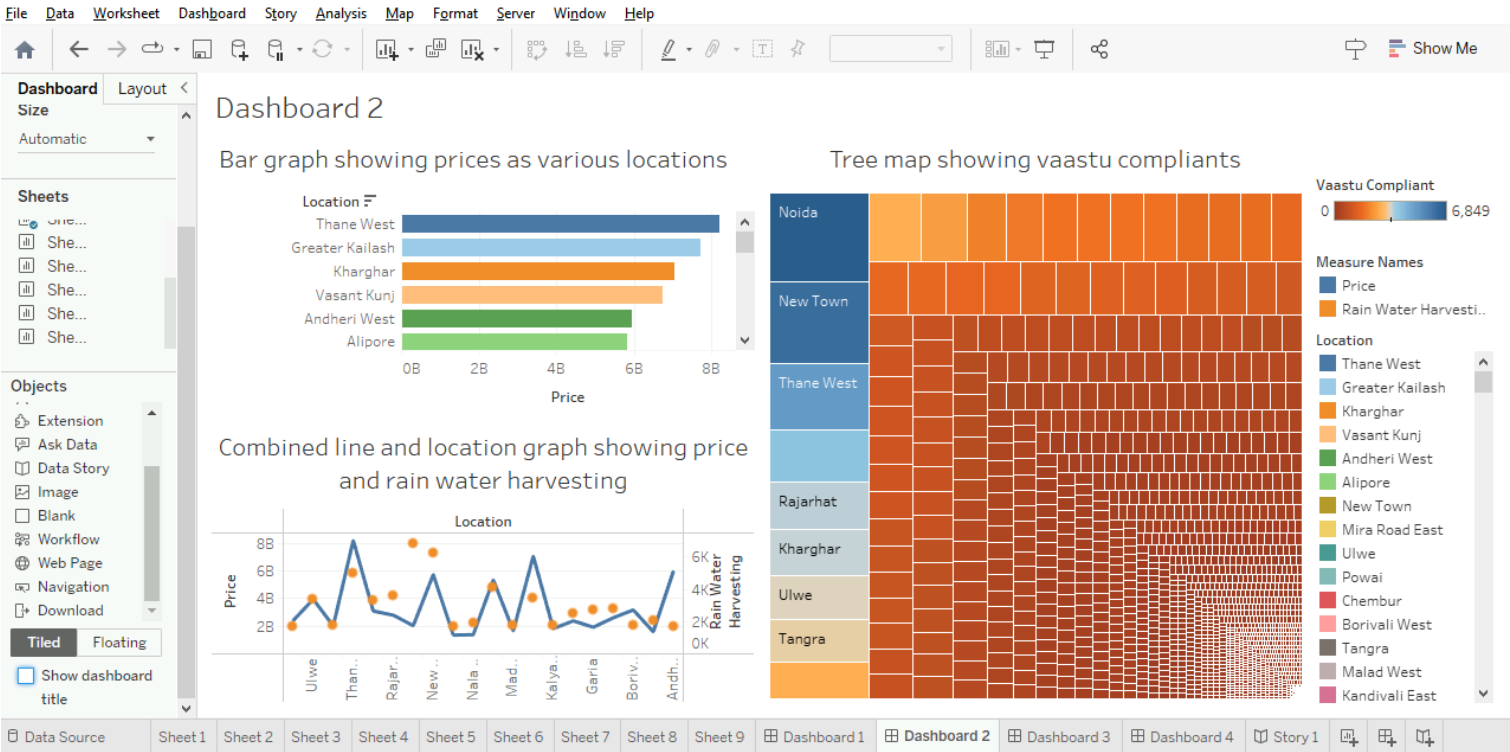 File Data Worksheet Dashboard Story Analysis Map Format Server Window Help
Show Me
Dashboard Layout
Size
Automatic
Sheets
She...
She...
She...
She...
She...
She...
Objects
Extension
Ask Data
Data Story
Image
Blank
Workflow
Web Page
Navigation
Download
Tiled Floating
Show dashboard
title
Dashboard 2
Bar graph showing prices as various locations
Location
Thane West
Greater Kailash
Kharghar
Vasant Kunj
Andheri West
Alipore
0B 2B 4B 6B 8B
Price
Combined line and location graph showing price
and rain water harvesting
Location
Price
8B
6B
4B
2B
6K
4K
2K
0K
Rain Water
Harvesting
Ulwe Than.. Rajar.. New .. Nala .. Mad.. Kalya.. Garia Boriv.. Andh..
Tree map showing vaastu compliants
Noida
New Town
Thane West
Rajarhat
Kharghar
Ulwe
Tangra
Vaastu Compliant
0 6,849
Measure Names
Price
Rain Water Harvesti..
Location
Thane West
Greater Kailash
Kharghar
Vasant Kunj
Andheri West
Alipore
New Town
Mira Road East
Ulwe
Powai
Chembur
Borivali West
Tangra
Malad West
Kandivali East
Data Source Sheet 1 Sheet 2 Sheet 3 Sheet 4 Sheet 5 Sheet 6 Sheet 7 Sheet 8 Sheet 9 Dashboard 1 Dashboard 2 Dashboard 3 Dashboard 4 Story 1